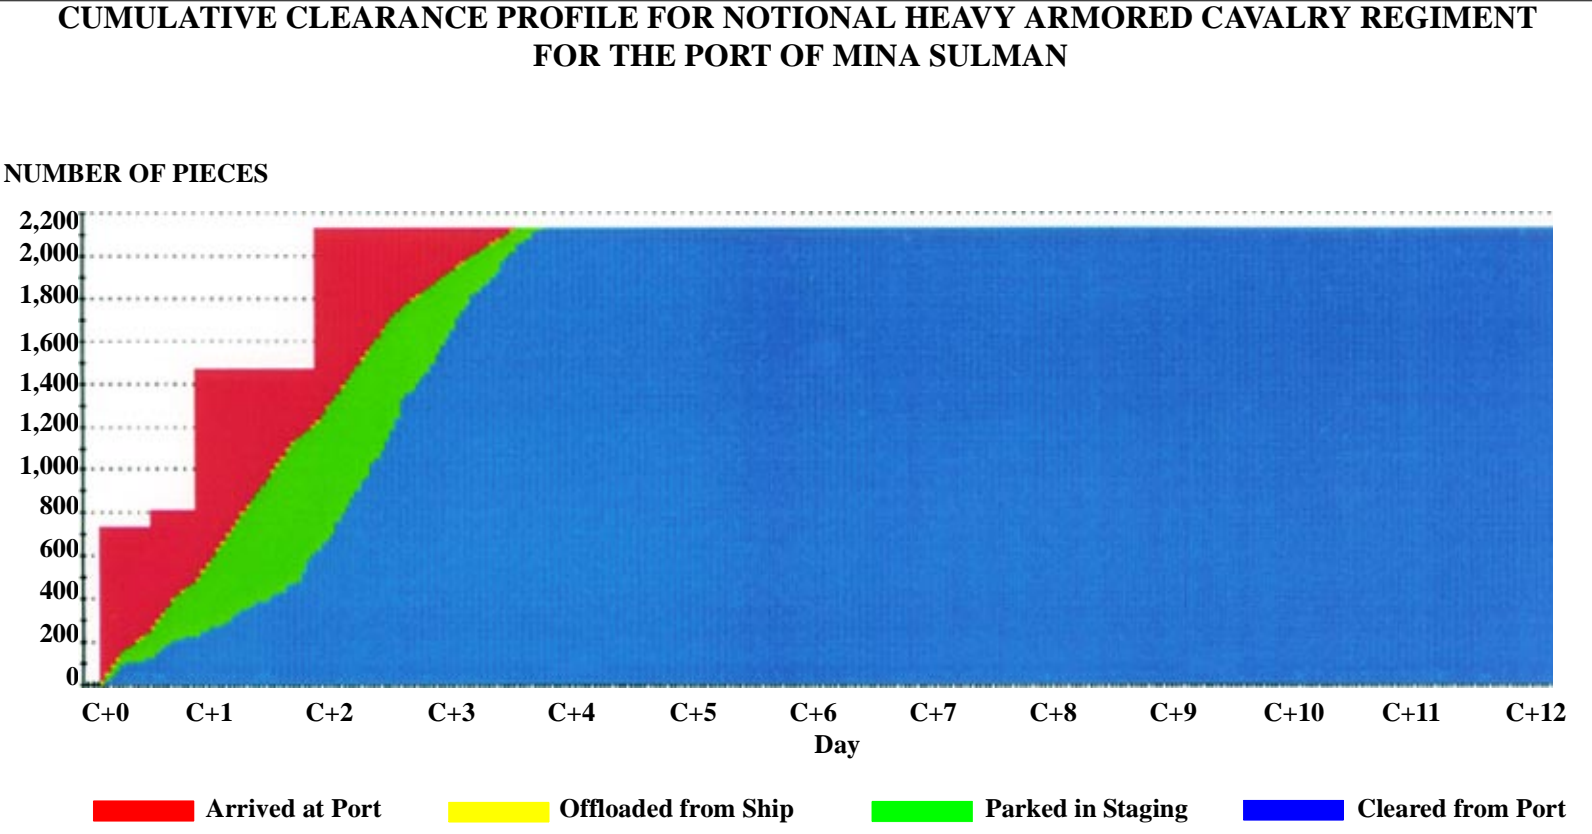 CUMULATIVE CLEARANCE PROFILE FOR NOTIONAL HEAVY ARMORED CAVALRY REGIMENT
FOR THE PORT OF MINA SULMAN
NUMBER OF PIECES
2,200
2,000
1,800
1,600
1,400
1,200
1,000
800
600
400
200
0
C+0 C+1 C+2 C+3 C+4 C+5 C+6 C+7 C+8 C+9 C+10 C+11 C+12
Day
Arrived at Port Offloaded from Ship Parked in Staging Cleared from Port